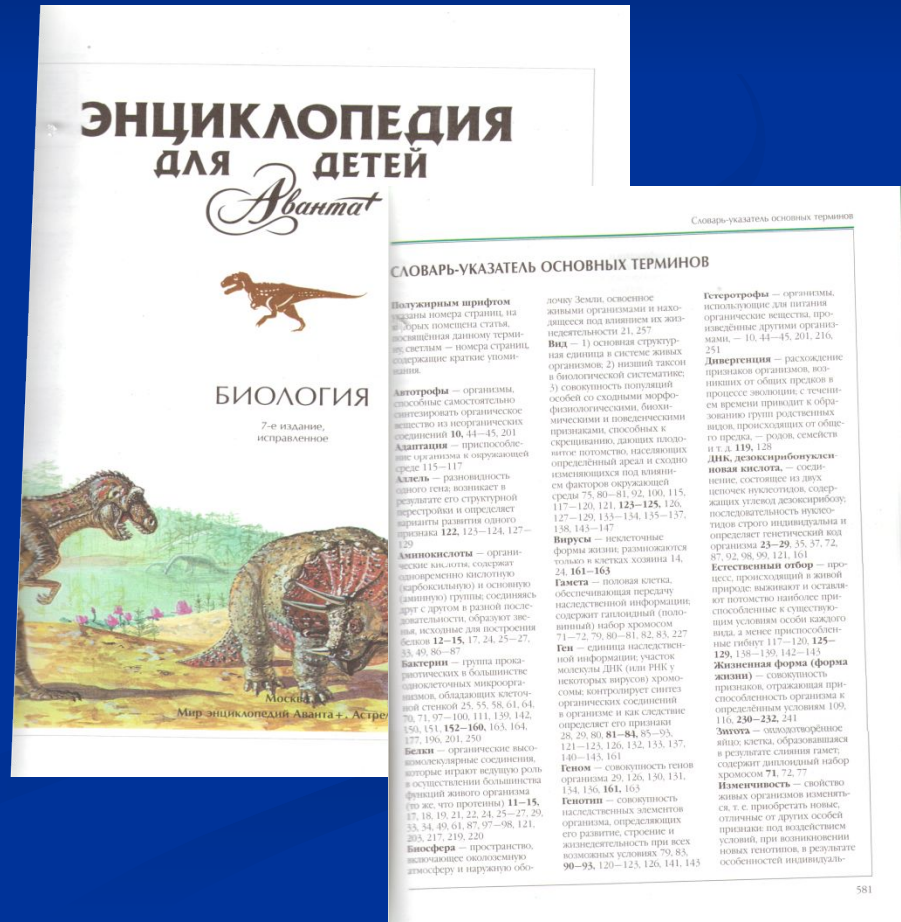 ЭНЦИКЛОПЕДИЯ
ДЛЯ ДЕТЕЙ
Аванта+
БИОЛОГИЯ
7-е издание,
исправленное
Москва
Мир энциклопедий Аванта+, Астрель
Словарь-указатель основных терминов
СЛОВАРЬ-УКАЗАТЕЛЬ ОСНОВНЫХ ТЕРМИНОВ
Полужирным шрифтом
указаны номера страниц, на
которых помещена статья,
посвящённая данному терми-
ну, светлым — номера страниц,
содержащие краткие упоми-
нания.
Автотрофы — организмы,
способные самостоятельно
синтезировать органическое
вещество из неорганических
соединений 10, 44—45, 201
Адаптация — приспособле-
ние организма к окружающей
среде 115—117
Аллель — разновидность
одного гена; возникает в
результате его структурной
перестройки и определяет
варианты развития одного
признака 122, 123—124, 127—
129
Аминокислоты — органи-
ческие кислоты, содержат
одновременно кислотную
(карбоксильную) и основную
(аминную) группы; соединяясь
друг с другом в разной после-
довательности, образуют зве-
нья, исходные для построения
белков 12—15, 17, 24, 25—27,
33, 49, 86—87
Бактерии — группа прока-
риотических в большинстве
одноклеточных микроорга-
низмов, обладающих клеточ-
ной стенкой 25, 55, 58, 61, 64,
70, 71, 97—100, 111, 139, 142,
150, 151, 152—160, 163, 164,
177, 196, 201, 250
Белки — органические высо-
комолекулярные соединения,
которые играют ведущую роль
в осуществлении большинства
функций живого организма
(то же, что протеины) 11—15,
17, 18, 19, 21, 22, 24, 25—27, 29,
33, 34, 49, 61, 87, 97—98, 121,
203, 217, 219, 220
Биосфера — пространство,
включающее околоземную
атмосферу и наружную обо-
лочку Земли, освоенное
живыми организмами и нахо-
дящееся под влиянием их жиз-
недеятельности 21, 257
Вид — 1) основная структур-
ная единица в системе живых
организмов; 2) низший таксон
в биологической систематике;
3) совокупность популяций
особей со сходными морфо-
физиологическими, биохи-
мическими и поведенческими
признаками, способных к
скрещиванию, дающих плодо-
витое потомство, населяющих
определённый ареал и сходно
изменяющихся под влияни-
ем факторов окружающей
среды 75, 80—81, 92, 100, 115,
117—120, 121, 123—125, 126,
127—129, 133—134, 135—137,
138, 143—147
Вирусы — неклеточные
формы жизни, размножаются
только в клетках хозяина 14,
24, 161—163
Гамета — половая клетка,
обеспечивающая передачу
наследственной информации;
содержит гаплоидный (поло-
винный) набор хромосом
71—72, 79, 80—81, 82, 83, 227
Ген — единица наследствен-
ной информации; участок
молекулы ДНК (или РНК у
некоторых вирусов) хромо-
сомы; контролирует синтез
органических соединений
в организме и как следствие
определяет его признаки
28, 29, 80, 81—84, 85—93,
121—123, 126, 132, 133, 137,
140—143, 161
Геном — совокупность генов
организма 29, 126, 130, 131,
134, 136, 161, 163
Генотип — совокупность
наследственных элементов
организма, определяющих
его развитие, строение и
жизнедеятельность при всех
возможных условиях 79, 83,
90—93, 120—123, 126, 141, 143
Гетеротрофы — организмы,
использующие для питания
органические вещества, про-
изведённые другими организ-
мами, — 10, 44—45, 201, 216,
251
Дивергенция — расхождение
признаков организмов, воз-
никших от общих предков в
процессе эволюции; с течени-
ем времени приводит к обра-
зованию групп родственных
видов, происходящих от обще-
го предка, — родов, семейств
и т. д. 119, 128
ДНК, дезоксирибонуклеи-
новая кислота, — соеди-
нение, состоящее из двух
цепочек нуклеотидов, содер-
жащих углевод дезоксирибозу;
последовательность нуклео-
тидов строго индивидуальна и
определяет генетический код
организма 23—29, 35, 37, 72,
87, 92, 98, 99, 121, 161
Естественный отбор — про-
цесс, происходящий в живой
природе: выживают и оставля-
ют потомство наиболее при-
способленные к существую-
щим условиям особи каждого
вида, а менее приспособлен-
ные гибнут 117—120, 125—
129, 138—139, 142—143
Жизненная форма (форма
жизни) — совокупность
признаков, отражающая при-
способленность организма к
определённым условиям 109,
116, 230—232, 241
Зигота — оплодотворённое
яйцо; клетка, образовавшаяся
в результате слияния гамет;
содержит диплоидный набор
хромосом 71, 72, 77
Изменчивость — свойство
живых организмов изменять-
ся, т. е. приобретать новые,
отличные от других особей
признаки: под воздействием
условий, при возникновении
новых генотипов, в результате
особенностей индивидуаль-
581